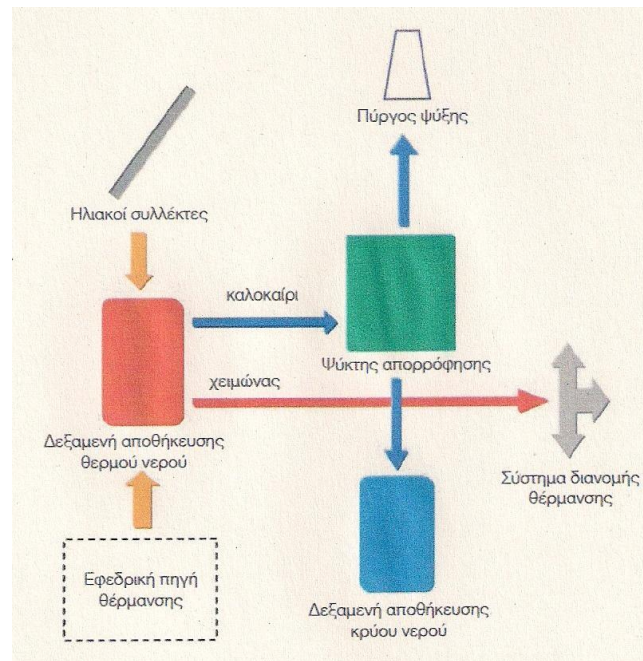 Πύργος ψύξης
Ηλιακοί συλλέκτες
καλοκαίρι
Ψύκτης απορρόφησης
χειμώνας
Δεξαμενή αποθήκευσης
θερμού νερού
Σύστημα διανομής
θέρμανσης
Εφεδρική πηγή
θέρμανσης
Δεξαμενή αποθήκευσης
κρύου νερού